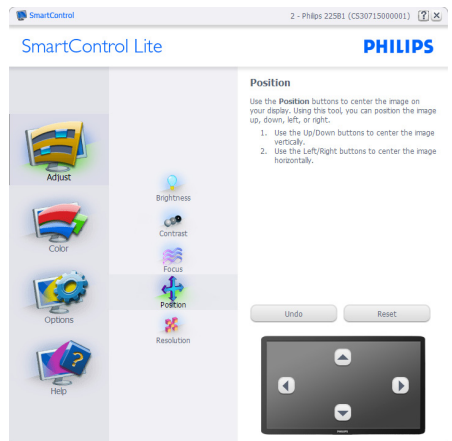 SmartControl
2 - Philips 225B1 (CS30715000001)
SmartControl Lite
PHILIPS
Adjust
Color
Options
Help
Brightness
Contrast
Focus
Position
Resolution
Position
Use the Position buttons to center the image on
your display. Using this tool, you can position the image
up, down, left, or right.
1. Use the Up/Down buttons to center the image
vertically.
2. Use the Left/Right buttons to center the image
horizontally.
Undo
Reset
PHILIPS